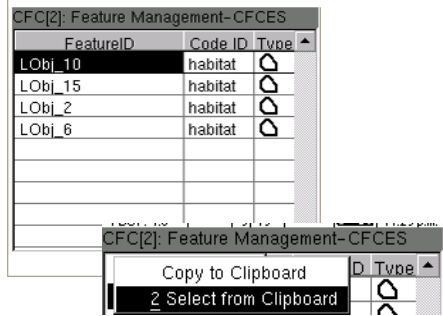 CFC[2]: Feature Management-CFCES
FeatureID Code ID Type
LObj_10 habitat
LObj_15 habitat
LObj_2 habitat
LObj_6 habitat
CFC[2]: Feature Management-CFCES
Copy to Clipboard D Type
2 Select from Clipboard